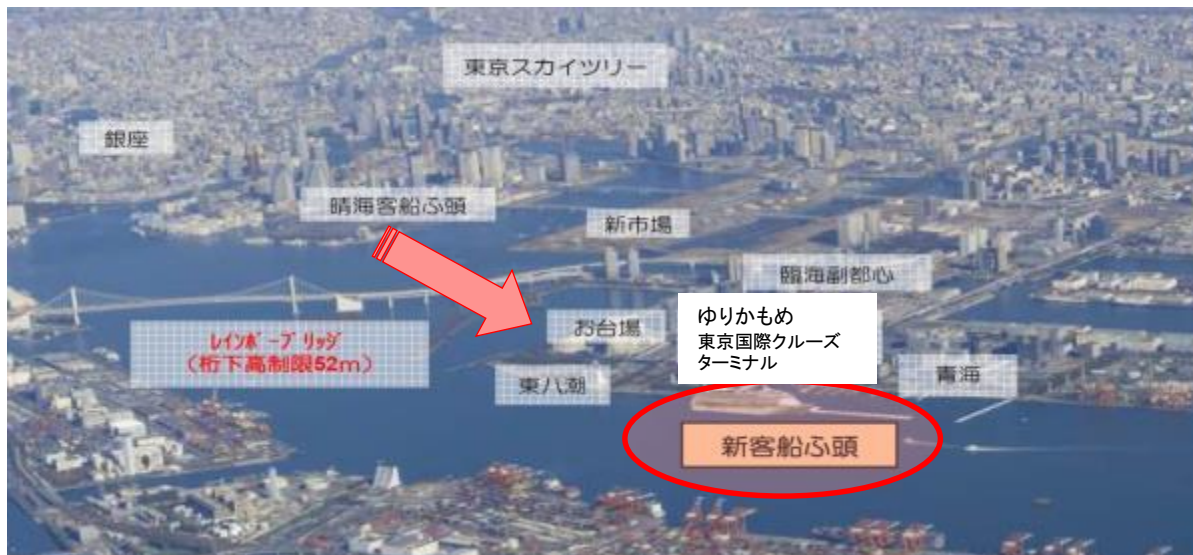 東京スカイツリー
銀座
晴海客船ふ頭
新市場
臨海副都心
ゆりかもめ
東京国際クルーズ
ターミナル
お台場
レインボーブリッジ
(桁下高制限52m)
東八潮
青海
新客船ふ頭